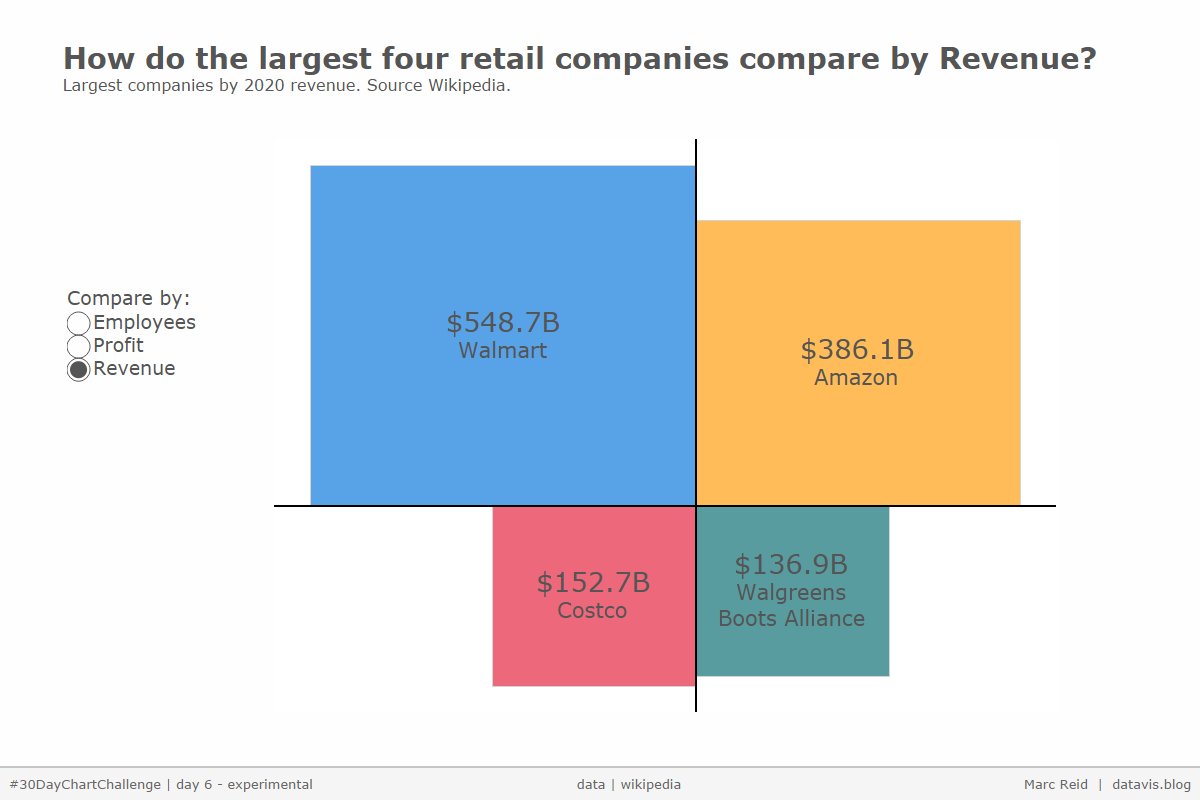 How do the largest four retail companies compare by Revenue?
Largest companies by 2020 revenue. Source Wikipedia.
Compare by:
Employees
Profit
Revenue
$548.7B
Walmart
$386.1B
Amazon
$152.7B
Costco
$136.9B
Walgreens
Boots Alliance
#30DayChartChallenge | day 6 - experimental
data | wikipedia
Marc Reid | datavis.blog